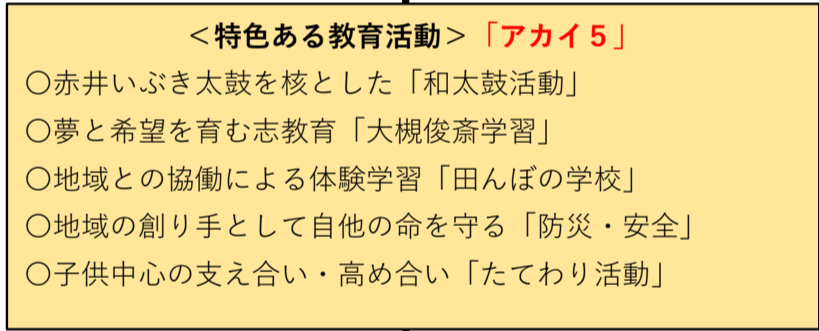 ＜特色ある教育活動＞「アカイ５」
〇赤井いぶき太鼓を核とした「和太鼓活動」
〇夢と希望を育む志教育「大槻俊斎学習」
〇地域との協働による体験学習「田んぼの学校」
〇地域の創り手として自他の命を守る「防災・安全」
〇子供中心の支え合い・高め合い「たてわり活動」